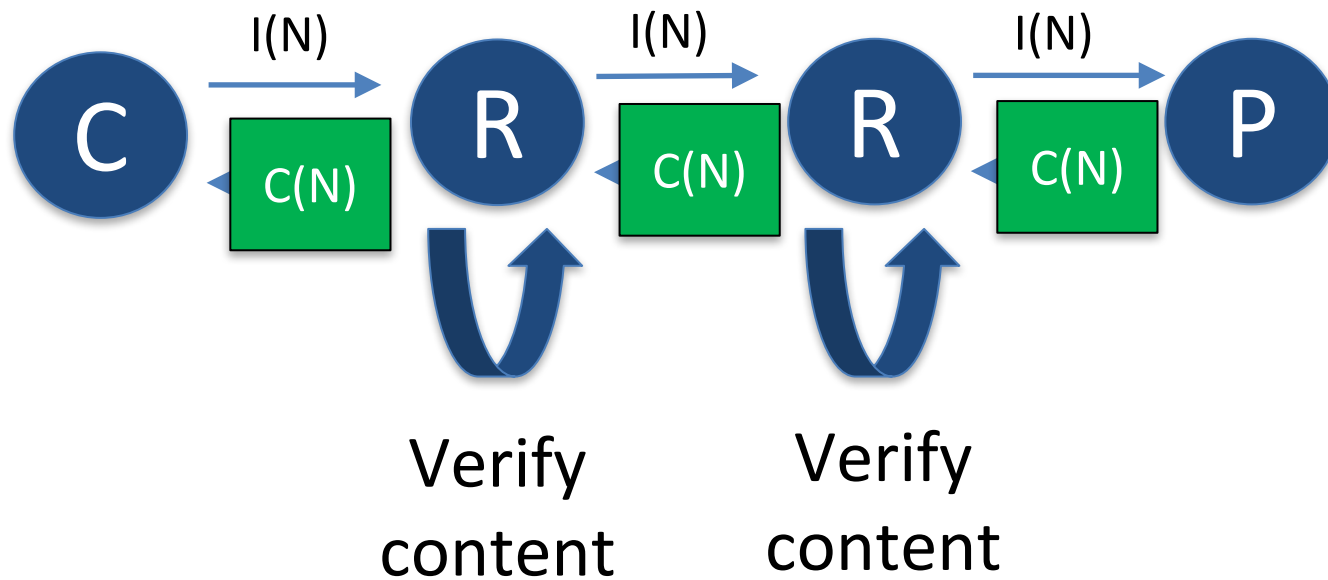 I(N) I(N) I(N)
C R R P
C(N) C(N) C(N)
Verify Verify
content content